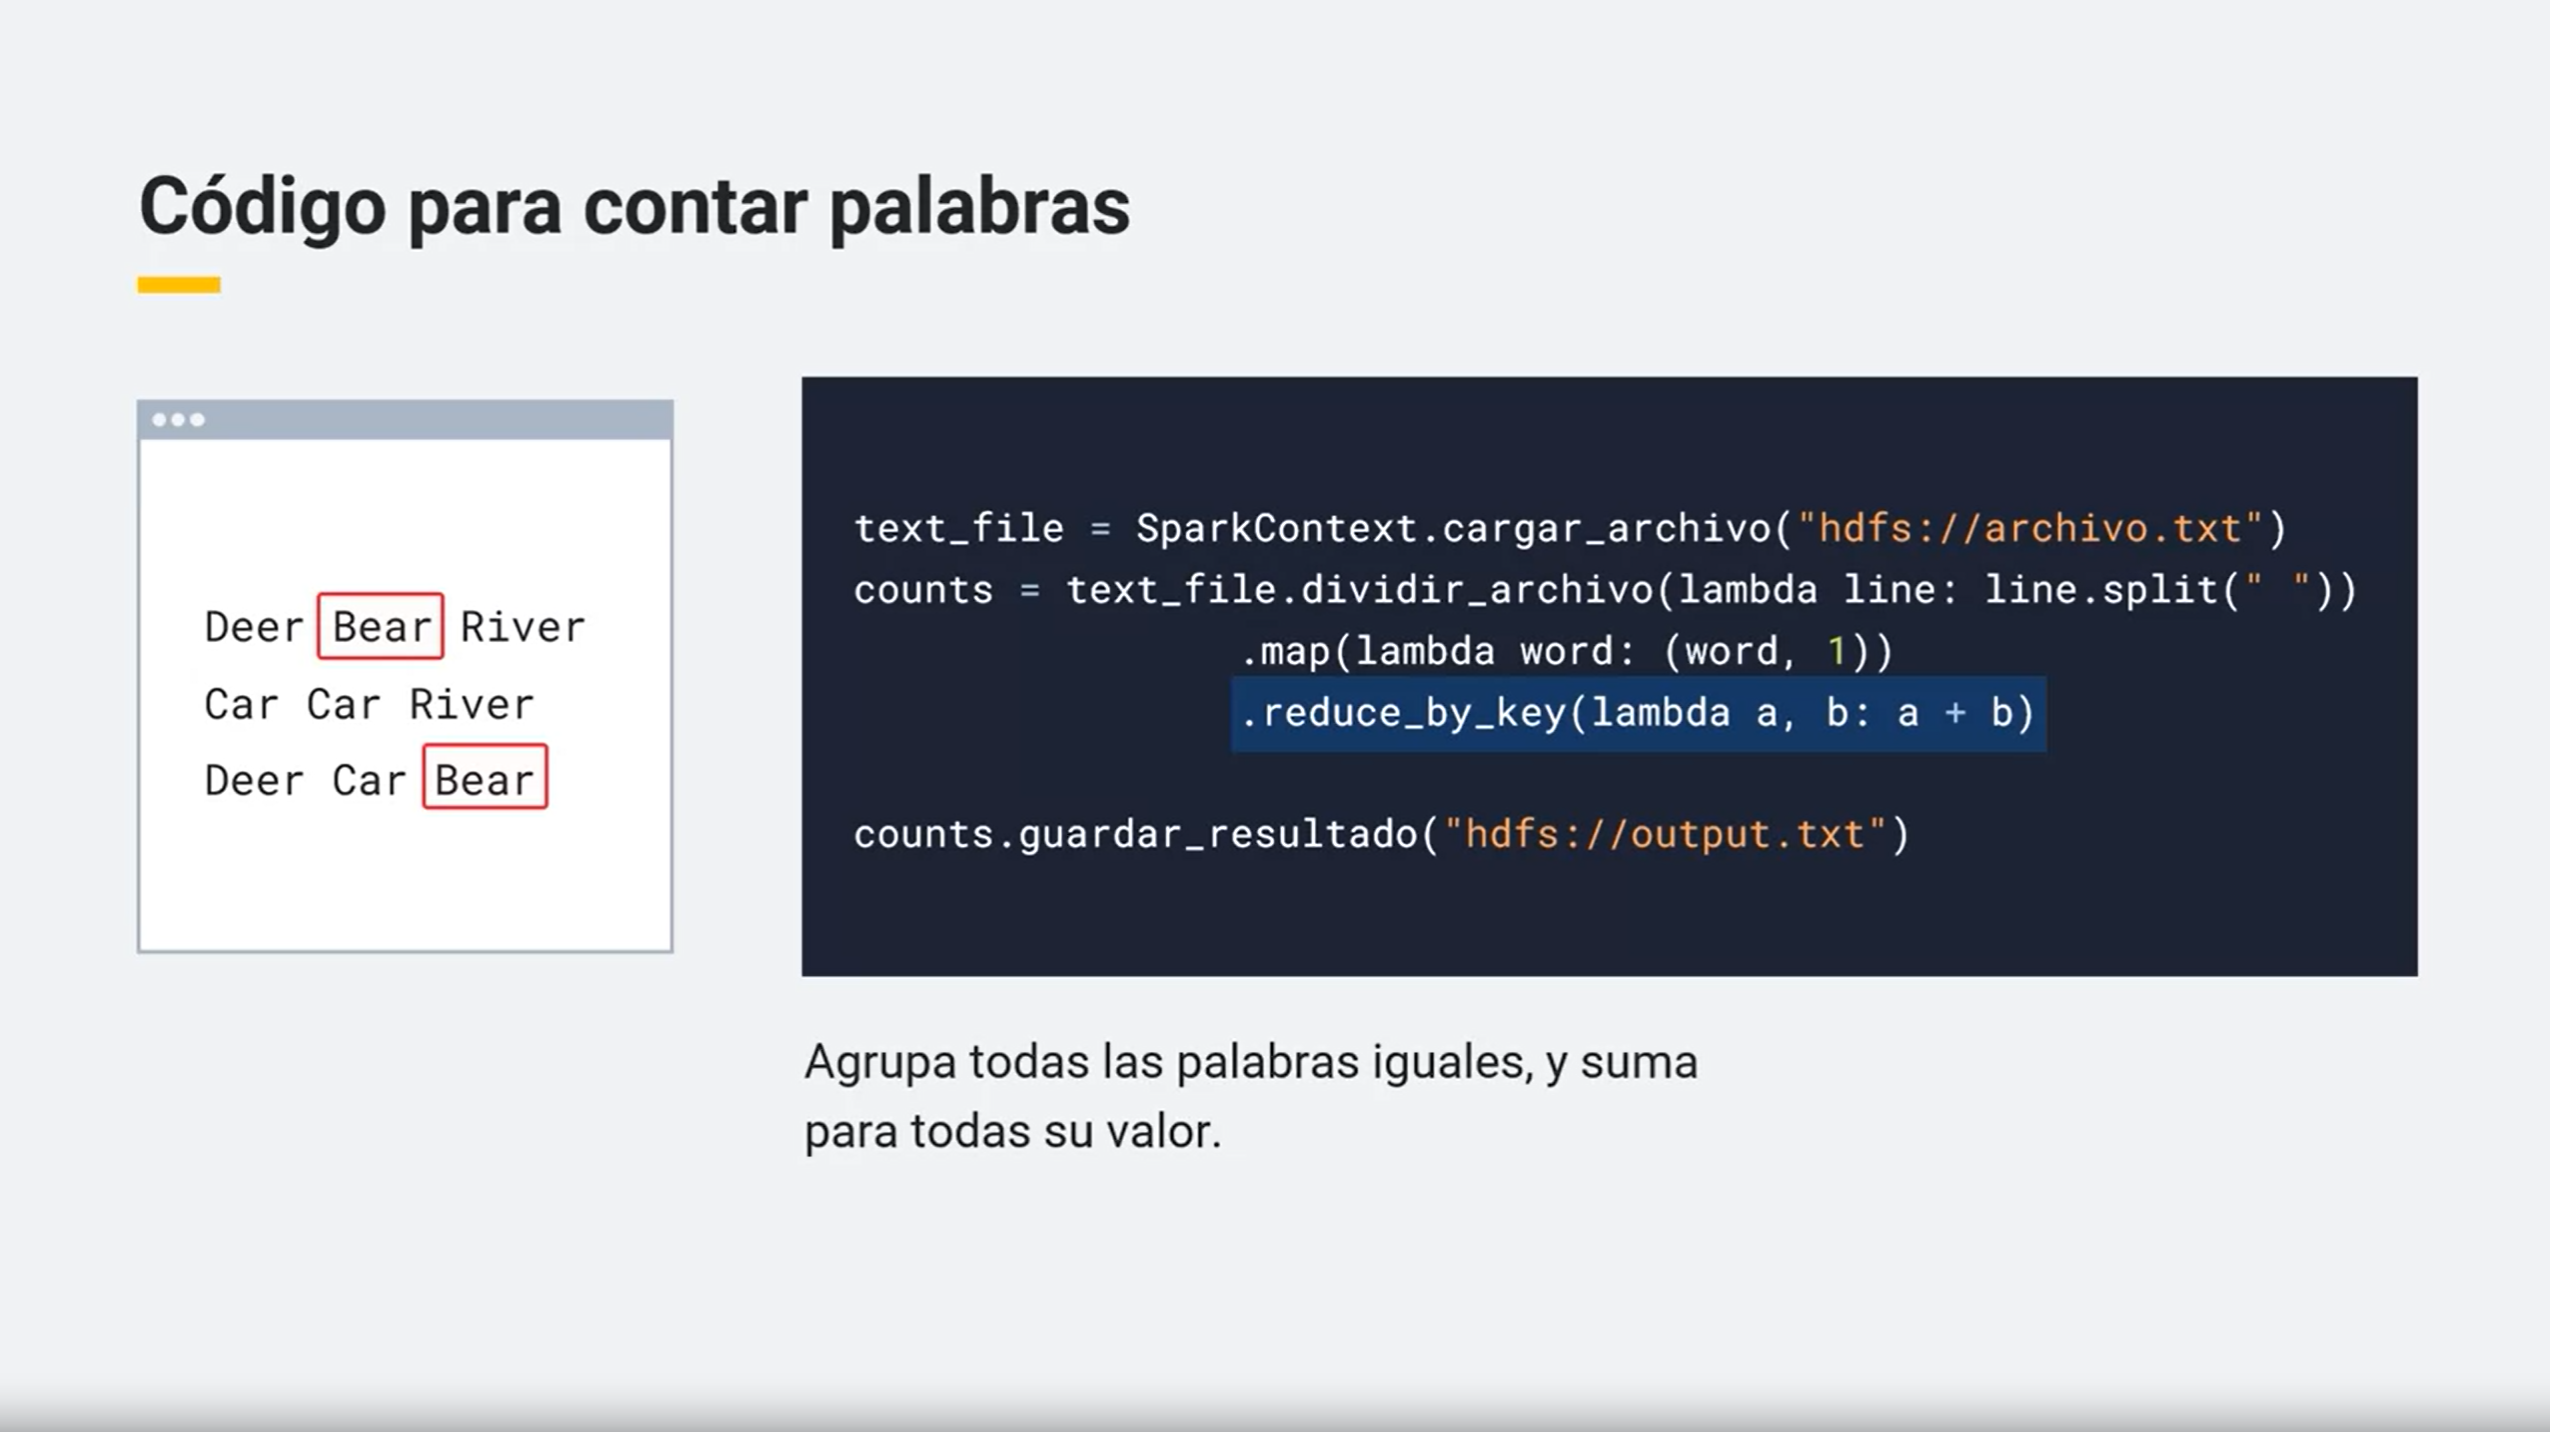 Código para contar palabras
Deer Bear River
Car Car River
Deer Car Bear
text_file = SparkContext.cargar_archivo("hdfs://archivo.txt")
counts = text_file.dividir_archivo(lambda line: line.split(" "))
.map(lambda word: (word, 1))
.reduce_by_key(lambda a, b: a + b)
counts.guardar_resultado("hdfs://output.txt")
Agrupa todas las palabras iguales, y suma
para todas su valor.